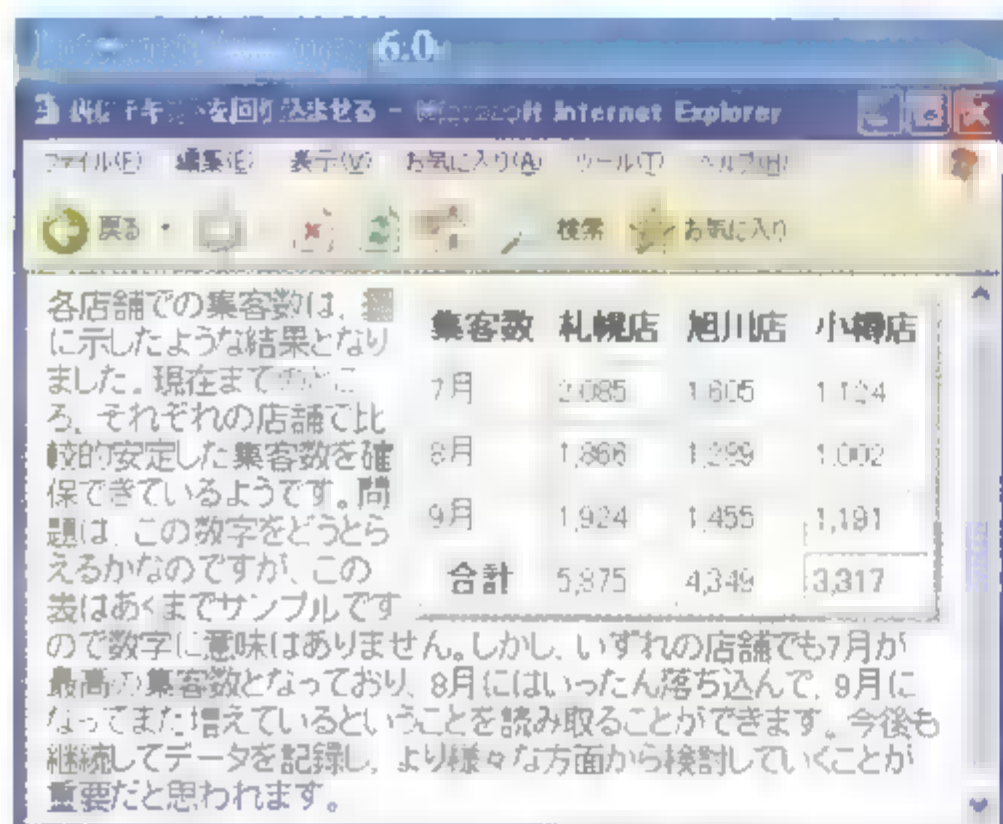 6.0
を回り込ませる - Microsoft Internet Explorer
ファイル(F) 編集(E) 表示(V) お気に入り(A) ツール(T) ヘルプ(H)
戻る 検索 お気に入り
各店舗での集客数は、
に示したような結果となり
ました。現在まで
ろ、それぞれの店舗で比
較的安定した集客数を確
保できているようです。問
題は、この数字をどうとら
えるかなのですが、この
表はあくまでサンプルです
ので数字に意味はありません。しかし、いずれの店舗でも7月が
最高の集客数となっており、8月にはいったん落ち込んで、9月に
なってまた増えているということを読み取ることができます。今後も
継続してデータを記録し、より様々な方面から検討していくことが
重要だと思われます。
集客数 札幌店 旭川店 小樽店
7月 2,085 1,605 1,124
8月 1,866 1,299 1,002
9月 1,924 1,455 1,191
合計 5,875 4,349 3,317